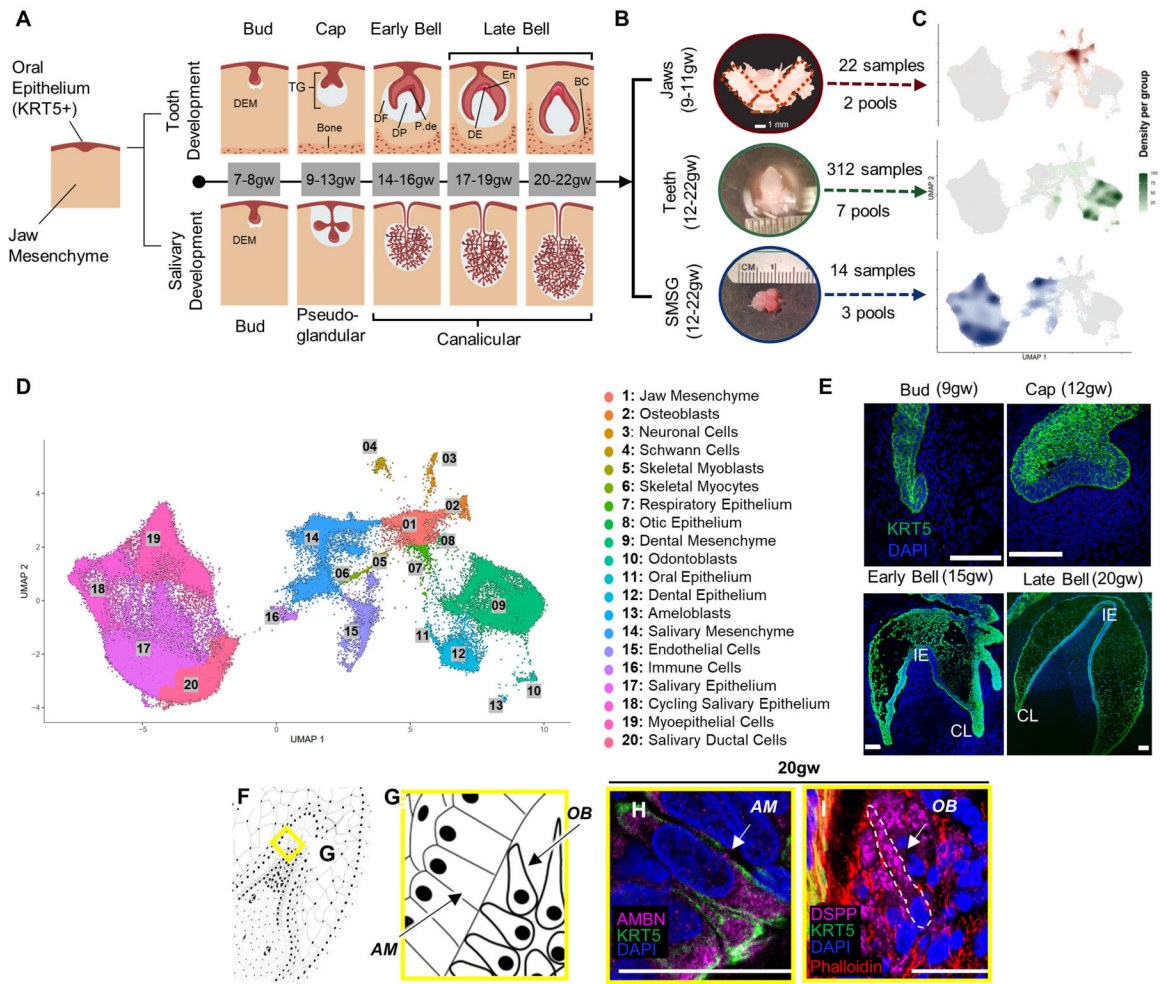 A
Bud
Cap
Early Bell
Late Bell
Oral
Epithelium
(KRT5+)
Jaw
Mesenchyme
Tooth
Development
DEM
TG
Bone
DF
DP
P.de
En
DE
BC
7-8gw
9-13gw
14-16gw
17-19gw
20-22gw
Salivary
Development
DEM
Bud
Pseudo-
glandular
Canalicular
B
Jaws
(9-11gw)
1 mm
22 samples
2 pools
Teeth
(12-22gw)
312 samples
7 pools
SMSG
(12-22gw)
CM
1
2
14 samples
3 pools
C
UMAP 2
UMAP 1
Density per group
100
75
50
25
D
UMAP 2
4
2
0
−2
−4
−5
0
5
10
UMAP 1
04
03
02
01
19
14
08
05
07
06
18
09
16
15
11
17
12
20
10
13
1: Jaw Mesenchyme
2: Osteoblasts
3: Neuronal Cells
4: Schwann Cells
5: Skeletal Myoblasts
6: Skeletal Myocytes
7: Respiratory Epithelium
8: Otic Epithelium
9: Dental Mesenchyme
10: Odontoblasts
11: Oral Epithelium
12: Dental Epithelium
13: Ameloblasts
14: Salivary Mesenchyme
15: Endothelial Cells
16: Immune Cells
17: Salivary Epithelium
18: Cycling Salivary Epithelium
19: Myoepithelial Cells
20: Salivary Ductal Cells
E
Bud (9gw)
Cap (12gw)
KRT5
DAPI
Early Bell (15gw)
Late Bell (20gw)
IE
CL
IE
CL
F
G
G
OB
AM
20gw
H
AM
AMBN
KRT5
DAPI
I
OB
DSPP
KRT5
DAPI
Phalloidin